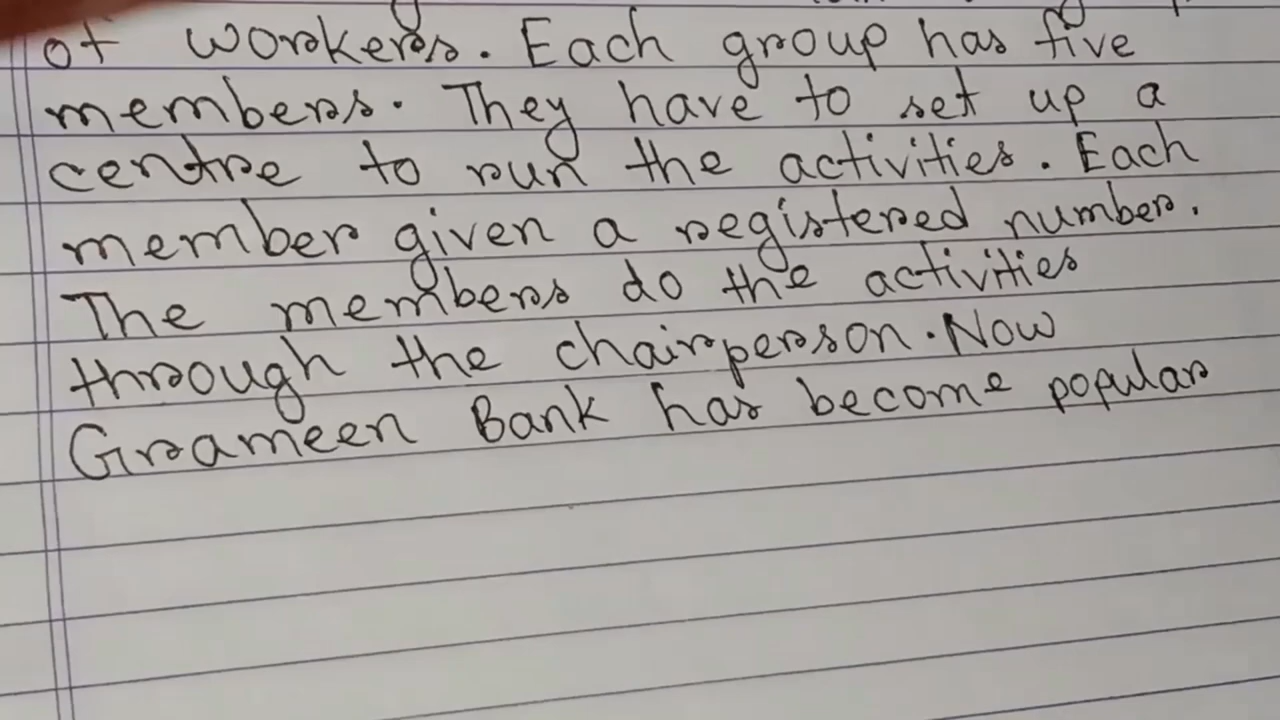 of workers. Each group has five
members. They have to set up a
centre to run the activities. Each
member given a registered number.
The members do the activities
through the chairperson. Now
Grameen Bank has become popular